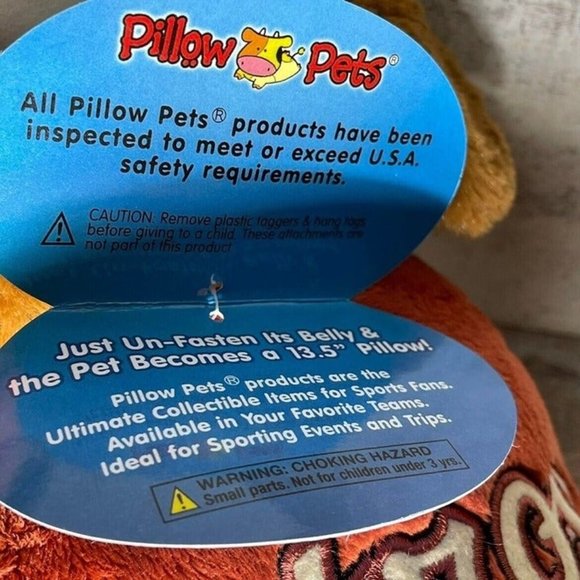 Pillow Pets®
All Pillow Pets® products have been
inspected to meet or exceed U.S.A.
safety requirements.
CAUTION: Remove plastic taggers & hang tags
before giving to a child. These attachments are
not part of this product
Just Un-Fasten Its Belly &
the Pet Becomes a 13.5" Pillow!
Pillow Pets® products are the
Ultimate Collectible Items for Sports Fans.
Available in Your Favorite Teams.
Ideal for Sporting Events and Trips.
WARNING: CHOKING HAZARD
Small parts. Not for children under 3 yrs.